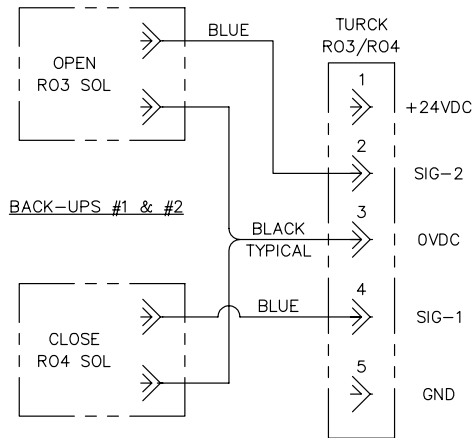 OPEN
RO3 SOL
BLUE
TURCK
RO3/RO4
1
+24VDC
2
SIG-2
BACK-UPS #1 & #2
BLACK
TYPICAL
3
0VDC
CLOSE
RO4 SOL
BLUE
4
SIG-1
5
GND